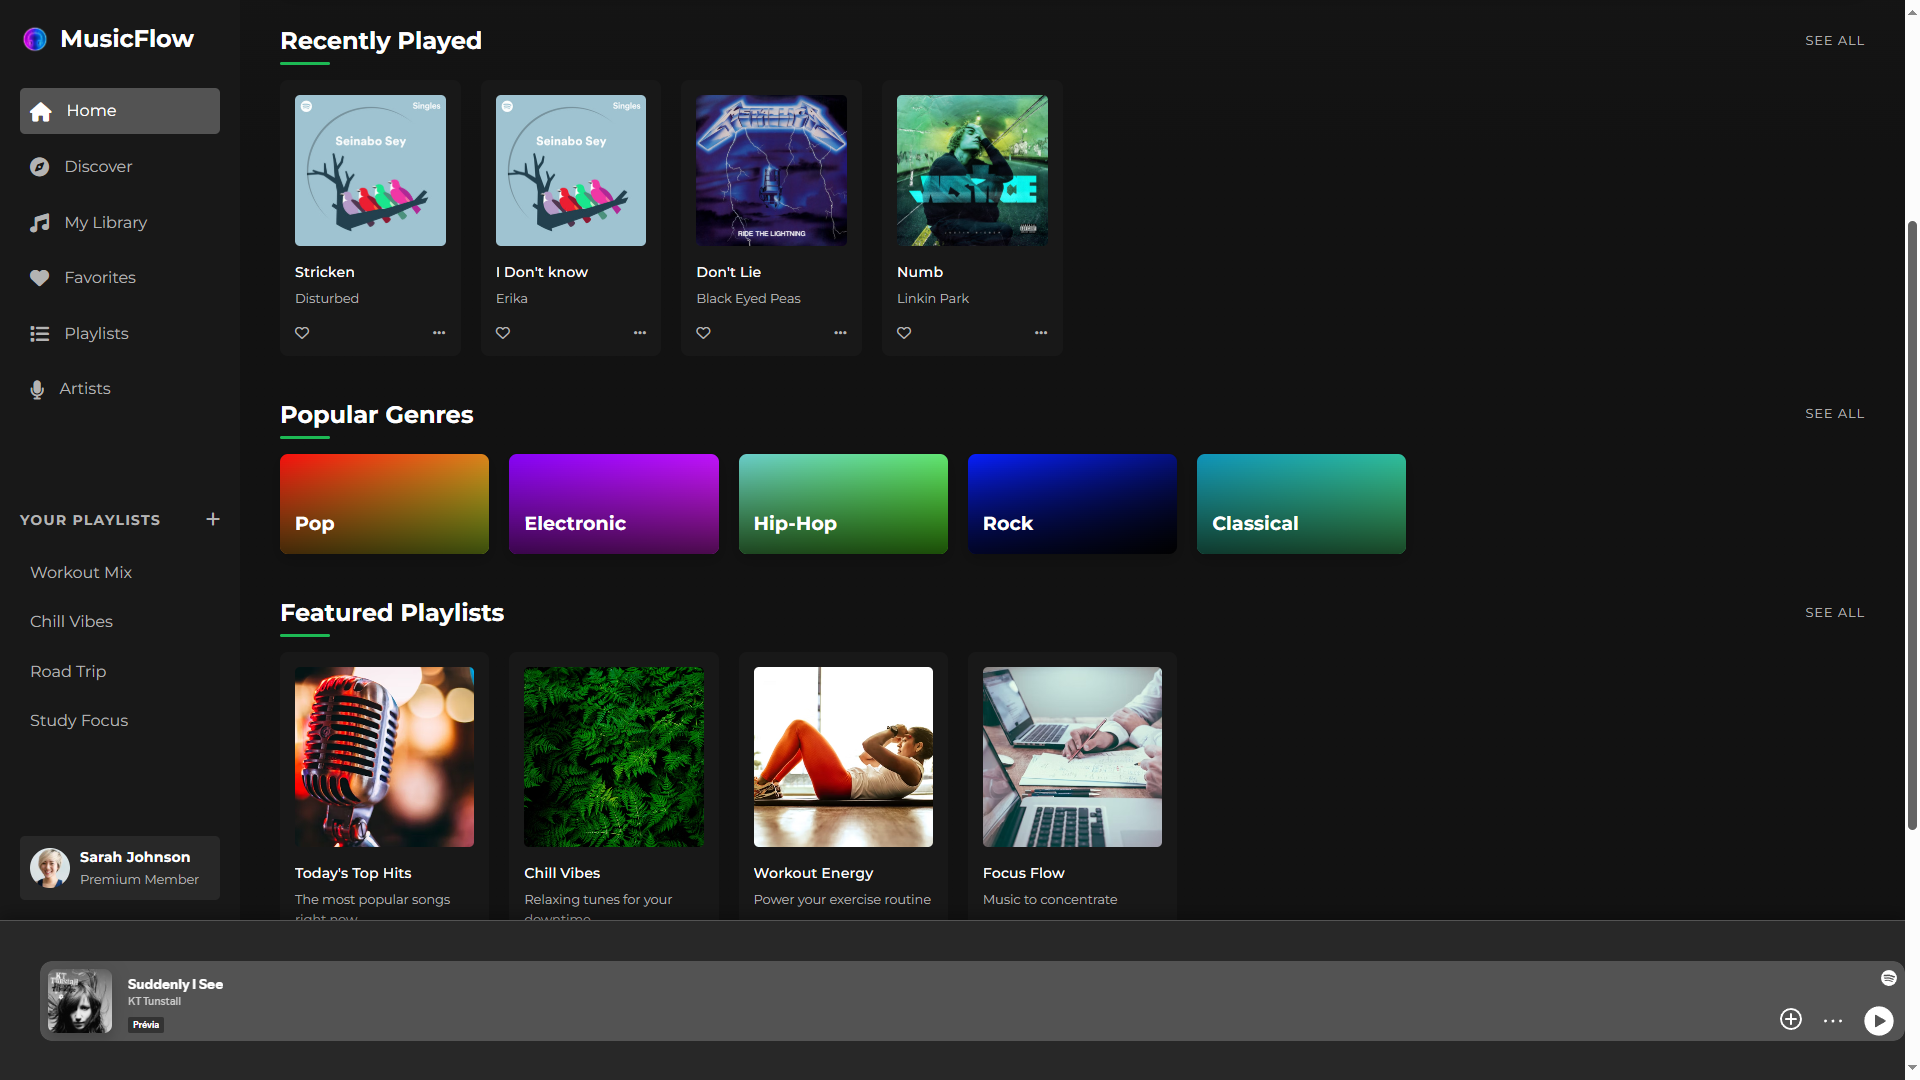 MusicFlow
Home
Discover
My Library
Favorites
Playlists
Artists
YOUR PLAYLISTS
Workout Mix
Chill Vibes
Road Trip
Study Focus
Sarah Johnson
Premium Member
Recently Played
SEE ALL
Singles
Seinabo Sey
Stricken
Disturbed
Singles
Seinabo Sey
I Don't know
Erika
METALLICA
RIDE THE LIGHTNING
Don't Lie
Black Eyed Peas
JUSTICE
Numb
Linkin Park
Popular Genres
SEE ALL
Pop
Electronic
Hip-Hop
Rock
Classical
Featured Playlists
SEE ALL
Today's Top Hits
The most popular songs
right now
Chill Vibes
Relaxing tunes for your
downtime
Workout Energy
Power your exercise routine
Focus Flow
Music to concentrate
KT
Tunstall
Suddenly I See
KT Tunstall
Prévia